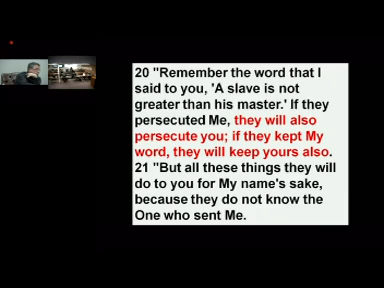 20 "Remember the word that I
said to you, 'A slave is not
greater than his master.' If they
persecuted Me, they will also
persecute you; if they kept My
word, they will keep yours also.
21 "But all these things they will
do to you for My name's sake,
because they do not know the
One who sent Me.